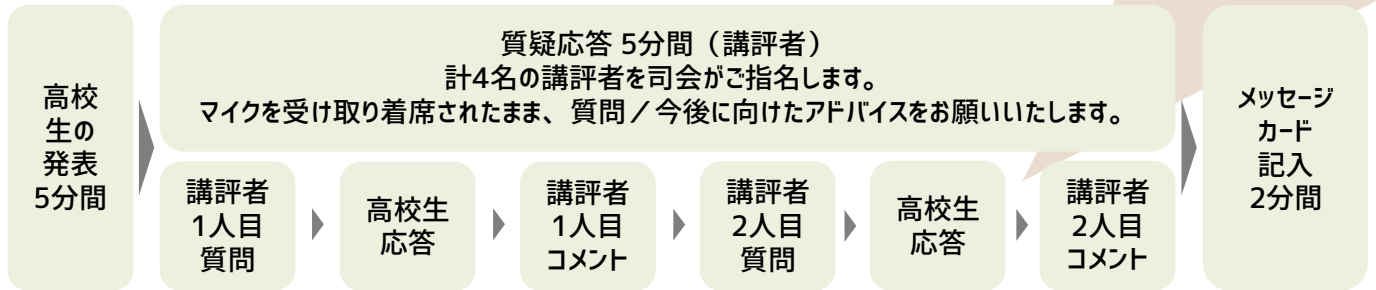 高校
生の
発表
5分間
質疑応答 5分間（講評者）
計4名の講評者を司会がご指名します。
マイクを受け取り着席されたまま、質問／今後に向けたアドバイスをお願いいたします。
講評者
1人目
質問
高校生
応答
講評者
1人目
コメント
講評者
2人目
質問
高校生
応答
講評者
2人目
コメント
メッセージ
カード
記入
2分間